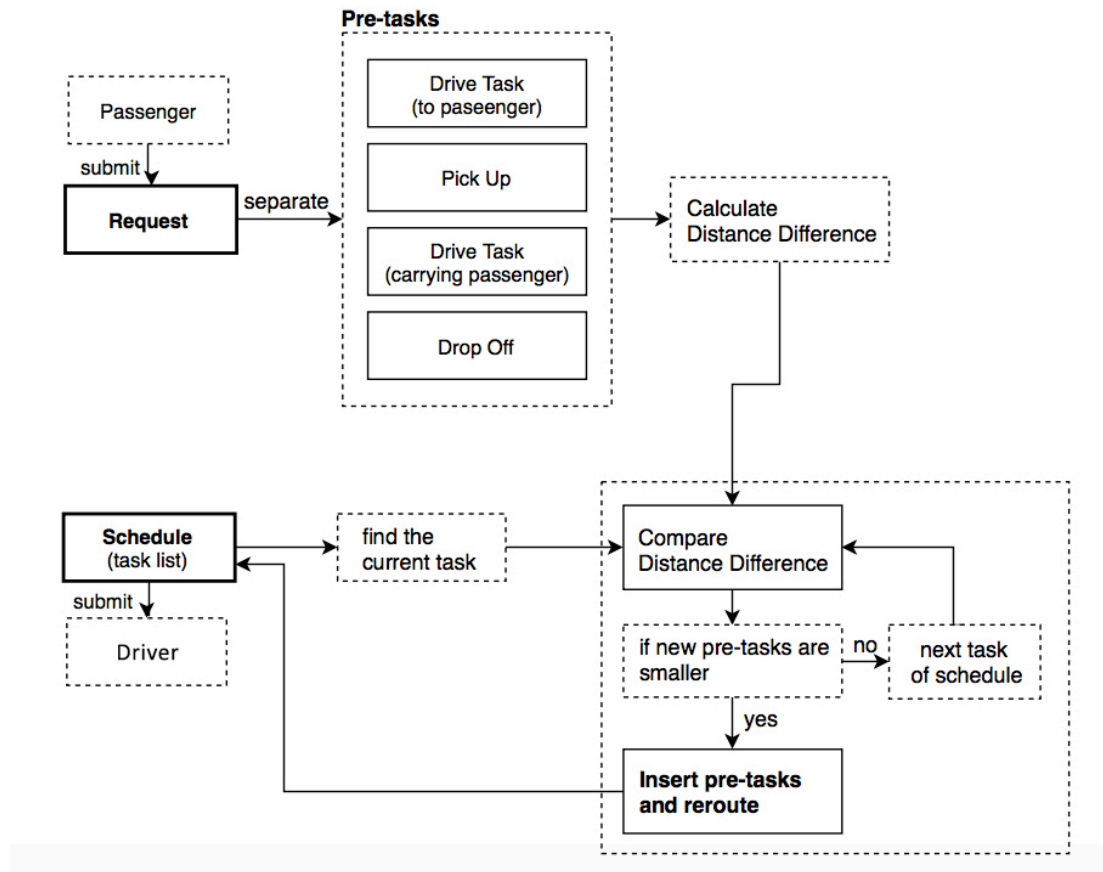 Pre-tasks
Passenger
submit
Request
separate
Drive Task
(to paseenger)
Pick Up
Drive Task
(carrying passenger)
Drop Off
Calculate
Distance Difference
Schedule
(task list)
submit
Driver
find the
current task
Compare
Distance Difference
if new pre-tasks are
smaller
no
next task
of schedule
yes
Insert pre-tasks
and reroute